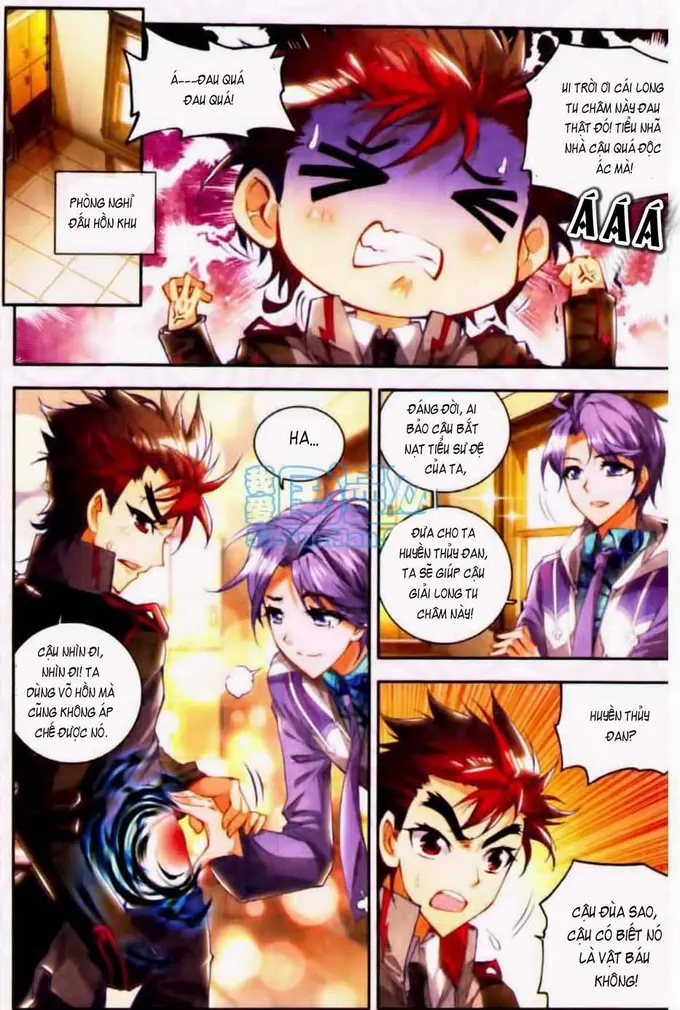 Á---ĐAU QUÁ
ĐAU QUÁ!
UI TRỜI ƠI CÁI LONG
TU CHÂM NÀY ĐAU
THẬT ĐÓ! TIỂU NHÃ
NHÀ CẬU QUÁ ĐỘC
ÁC MÀ!
PHÒNG NGHỈ
ĐẤU HỒN KHU
ÁÁÁ
HA...
CẬU NHÌN ĐI,
NHÌN ĐI! TA
DÙNG VÕ HỒN MÀ
CŨNG KHÔNG ÁP
CHẾ ĐƯỢC NÓ.
ĐÁNG ĐỜI, AI
BẢO CẬU BẮT
NẠT TIỂU SƯ ĐỆ
CỦA TA,
ĐƯA CHO TA
HUYỀN THỦY ĐAN,
TA SẼ GIÚP CẬU
GIẢI LONG TU
CHÂM NÀY!
HUYỀN THỦY
ĐAN?
CẬU ĐÙA SAO,
CẬU CÓ BIẾT NÓ
LÀ VẬT BÁU
KHÔNG!